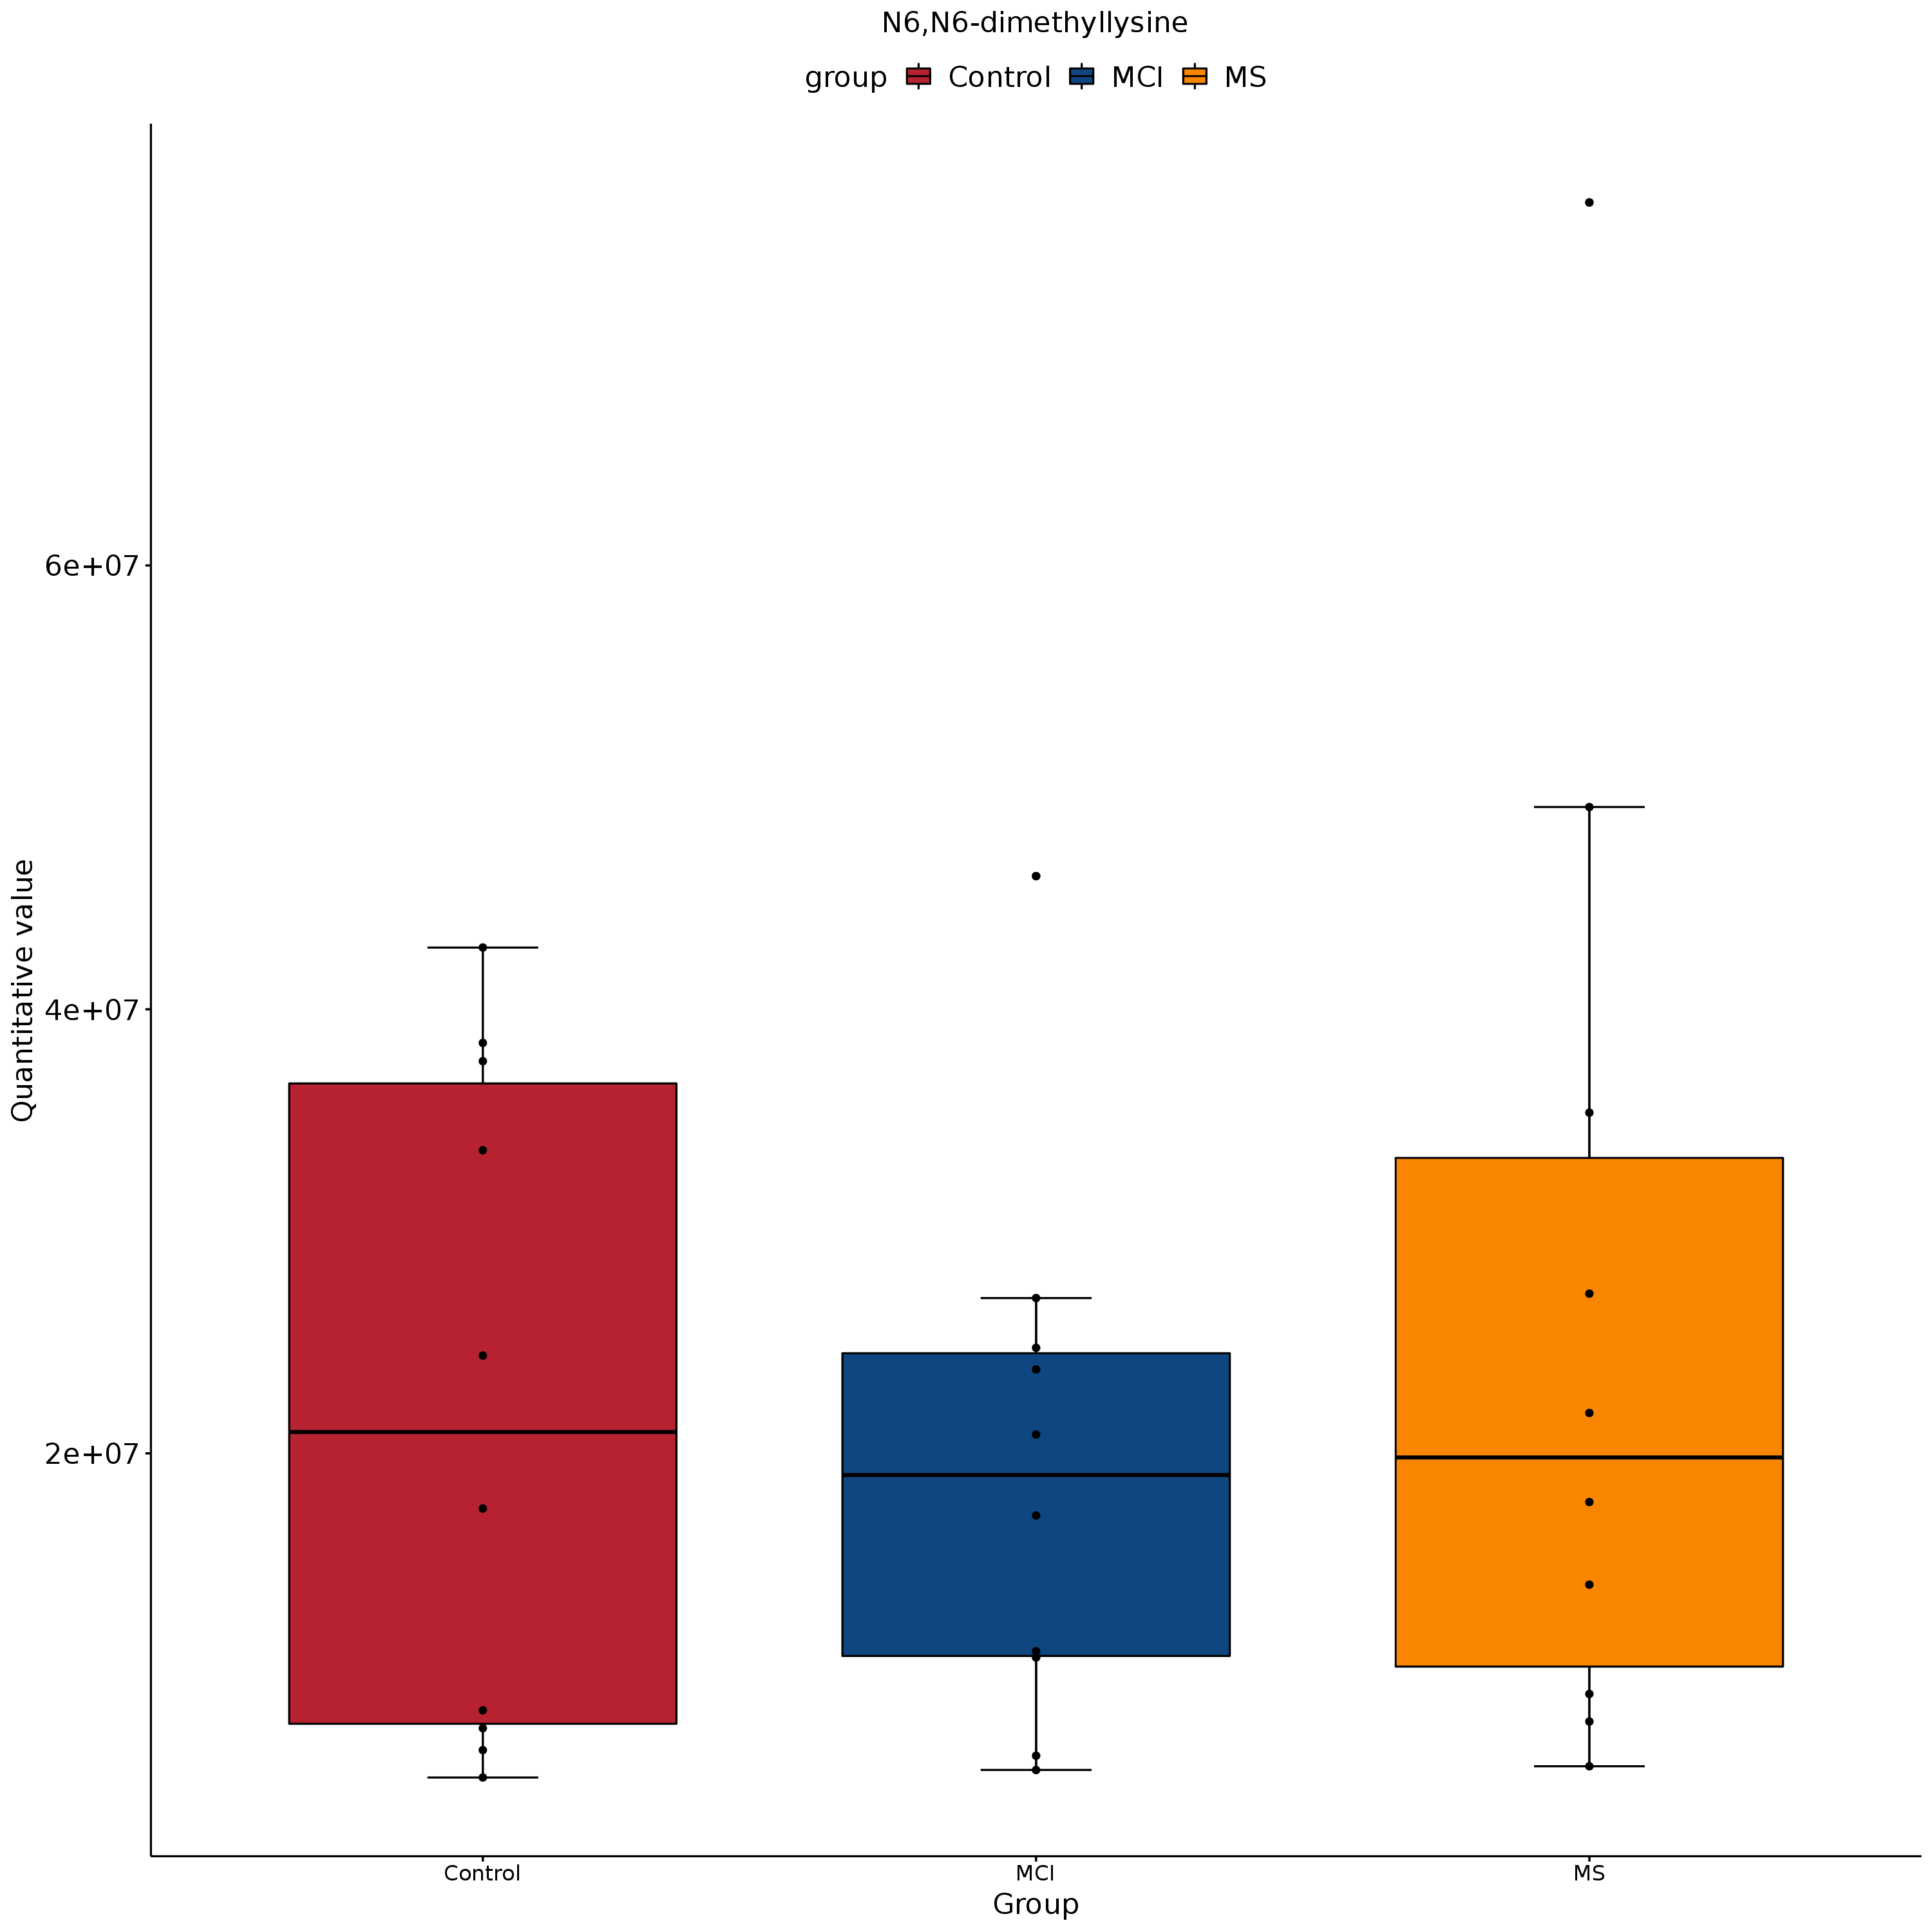 N6,N6-dimethyllysine
group Control MCI MS
Quantitative value
6e+07
4e+07
2e+07
Control MCI MS
Group